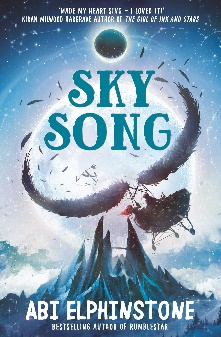 'MADE MY HEART SING – I LOVED IT!'
KIRAN MILLWOOD HARGRAVE AUTHOR OF THE GIRL OF INK AND STARS
SKY
SONG
ABI ELPHINSTONE
BESTSELLING AUTHOR OF RUMBLESTAR